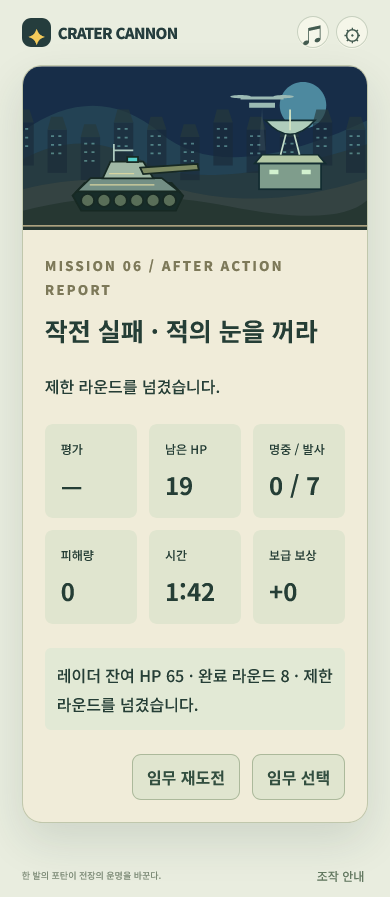 CRATER CANNON
MISSION 06 / AFTER ACTION
REPORT
작전 실패 · 적의 눈을 꺼라
제한 라운드를 넘겼습니다.
평가
—
남은 HP
19
명중 / 발사
0 / 7
피해량
0
시간
1:42
보급 보상
+0
레이더 잔여 HP 65 · 완료 라운드 8 · 제한
라운드를 넘겼습니다.
임무 재도전
임무 선택
한 발의 포탄이 전장의 운명을 바꾼다.
조작 안내